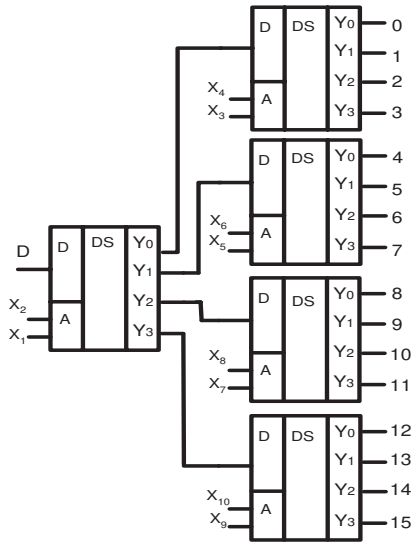 D DS Y0 0
Y1 1
X4 A Y2 2
X3 Y3 3
D DS Y0 4
Y1 5
X6 A Y2 6
X5 Y3 7
D D DS Y0
Y1
X2 A Y2
X1 Y3
D DS Y0 8
Y1 9
X8 A Y2 10
X7 Y3 11
D DS Y0 12
Y1 13
X10 A Y2 14
X9 Y3 15